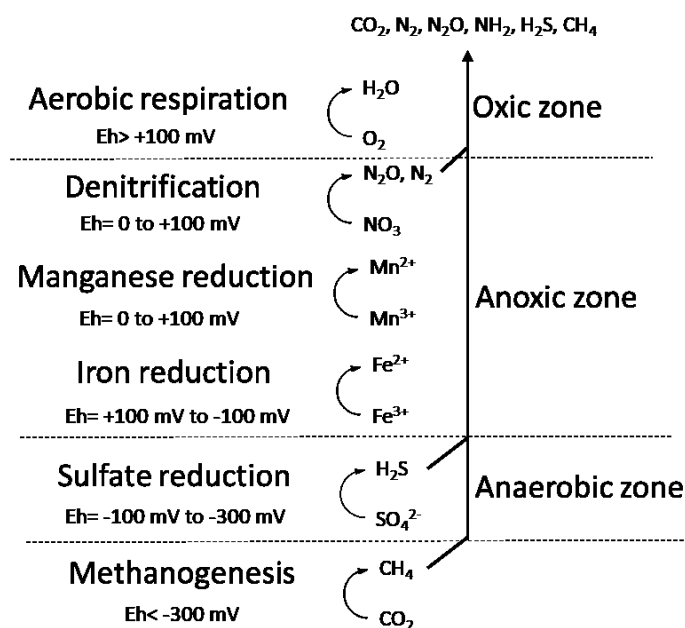 CO₂, N₂, N₂O, NH₂, H₂S, CH₄
Aerobic respiration
Eh> +100 mV
H₂O
O₂
Oxic zone
Denitrification
Eh= 0 to +100 mV
N₂O, N₂
NO₃
Manganese reduction
Eh= 0 to +100 mV
Mn²⁺
Mn³⁺
Anoxic zone
Iron reduction
Eh= +100 mV to -100 mV
Fe²⁺
Fe³⁺
Sulfate reduction
Eh= -100 mV to -300 mV
H₂S
SO₄²⁻
Anaerobic zone
Methanogenesis
Eh< -300 mV
CH₄
CO₂